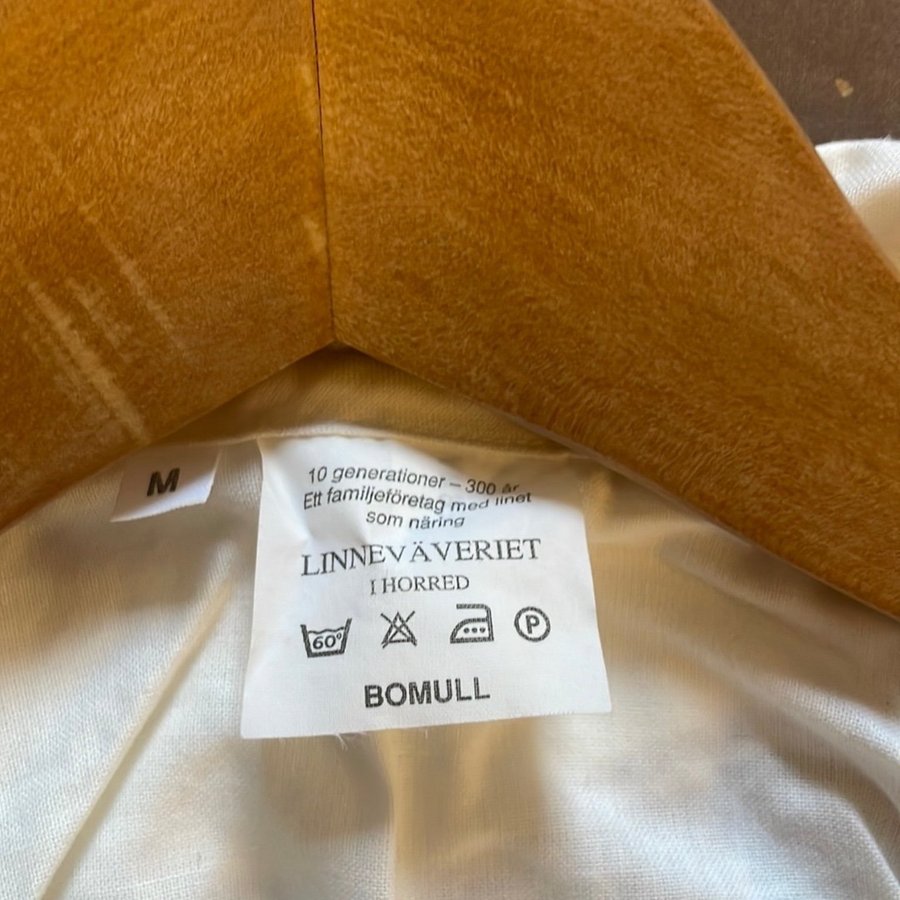 M
10 generationer – 300 år
Ett familjeföretag med linet
som näring
LINNEVÄVERIET
I HORRED
60°
P
BOMULL